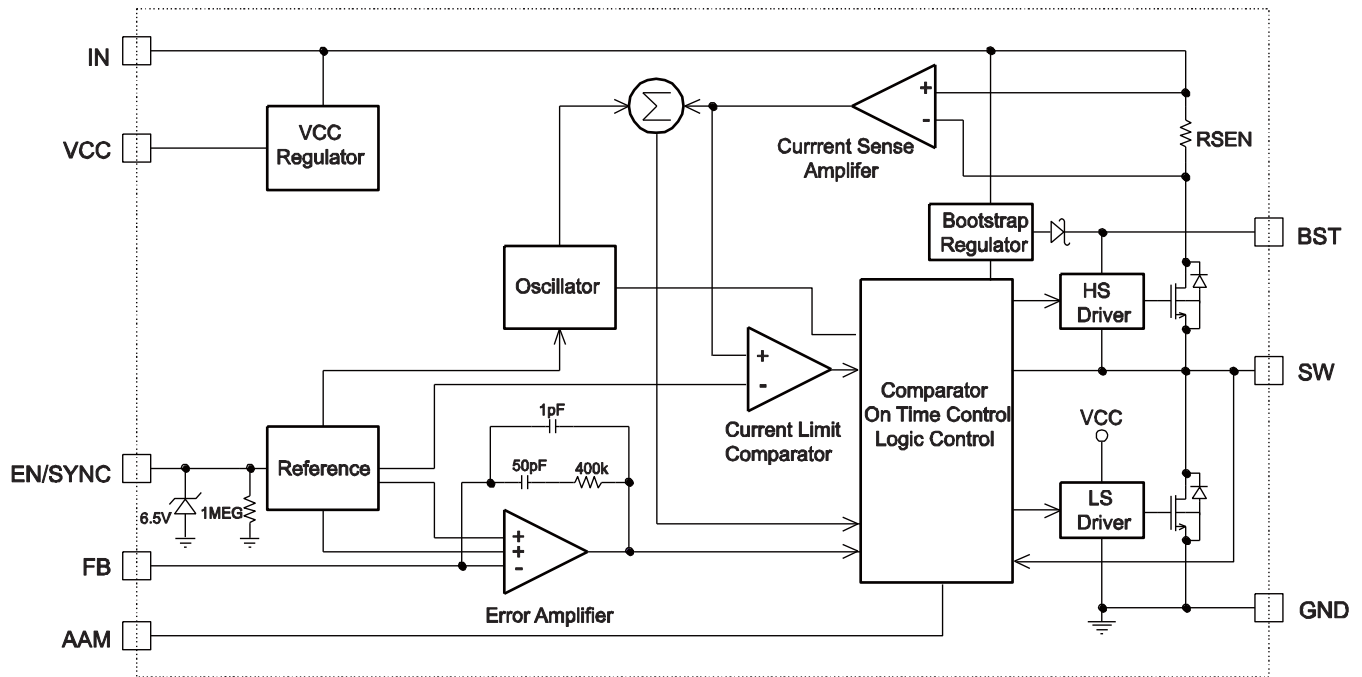 IN
VCC
VCC
Regulator
Σ
+
-
Currrent Sense
Amplifer
RSEN
Bootstrap
Regulator
BST
Oscillator
HS
Driver
+
-
Current Limit
Comparator
Comparator
On Time Control
Logic Control
SW
VCC
1pF
50pF
400k
EN/SYNC
Reference
6.5V
1MEG
LS
Driver
+
+
-
FB
Error Amplifier
GND
AAM